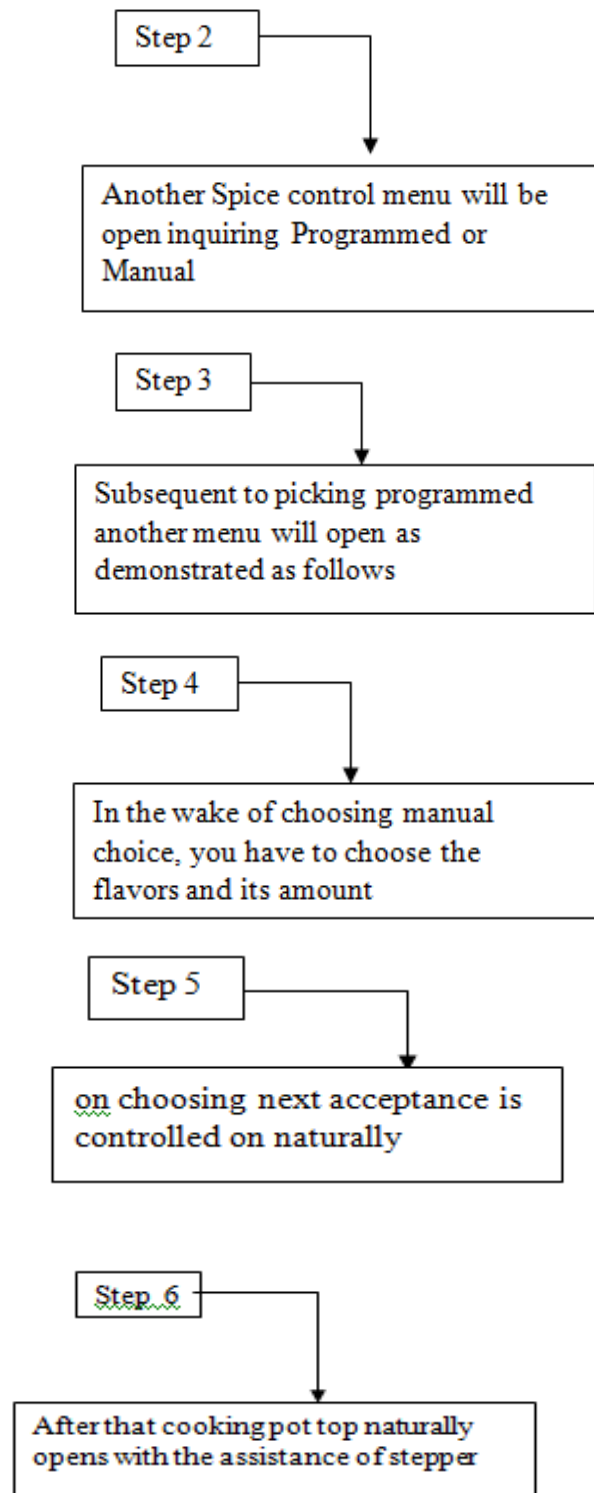 Step 2
Another Spice control menu will be
open inquiring Programmed or
Manual
Step 3
Subsequent to picking programmed
another menu will open as
demonstrated as follows
Step 4
In the wake of choosing manual
choice, you have to choose the
flavors and its amount
Step 5
on choosing next acceptance is
controlled on naturally
Step 6
After that cooking pot top naturally
opens with the assistance of stepper